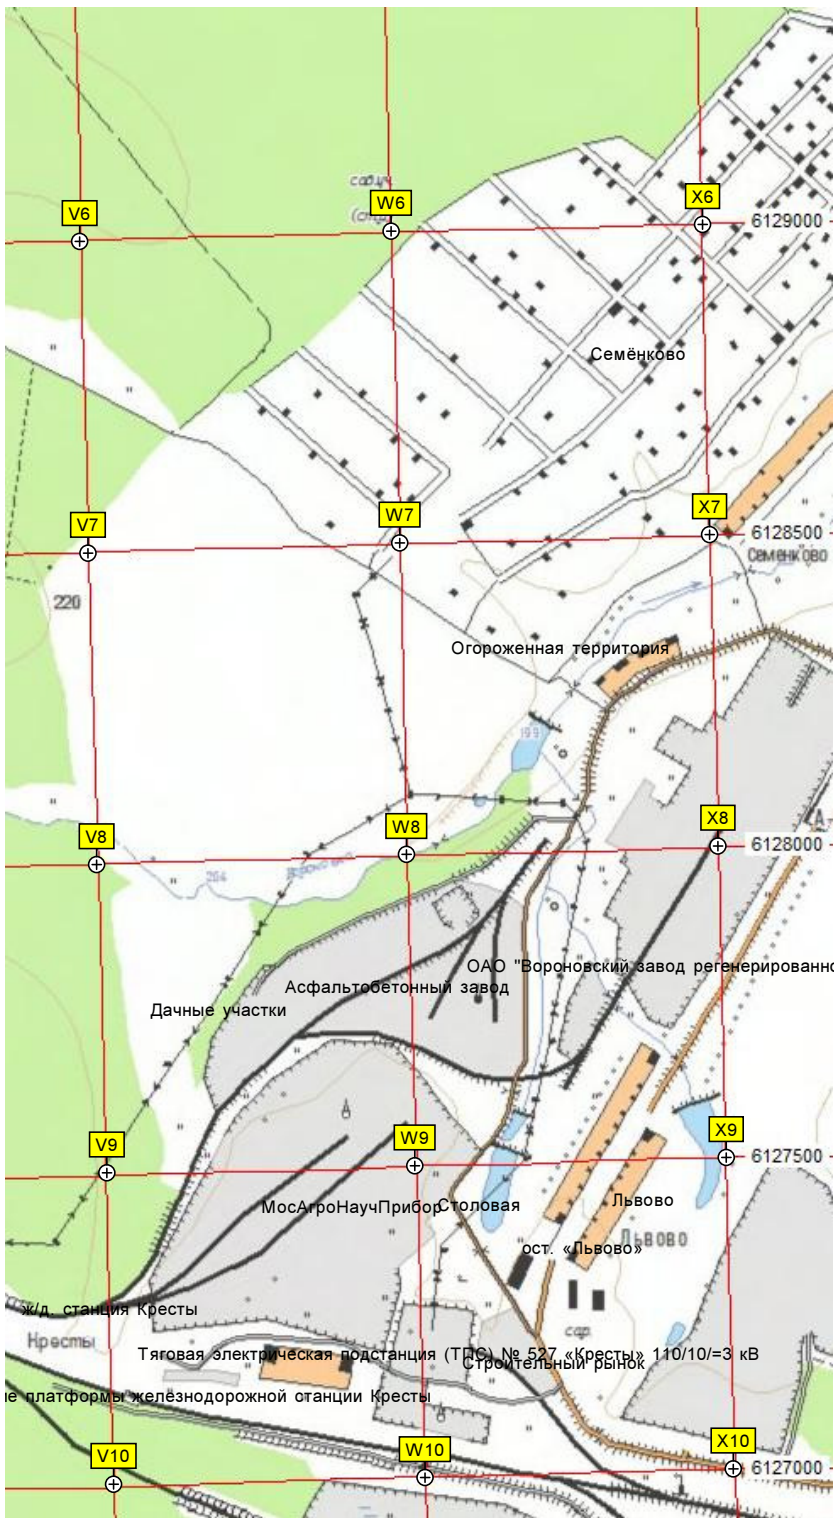 сад.уч.
V6
W6
X6
6129000
Семёнково
V7
W7
X7
6128500
Семенково
220
Огороженная территория
199
V8
W8
X8
6128000
204
ОАО "Вороновский завод регенерированно
Асфальтобетонный завод
Дачные участки
V9
W9
X9
6127500
МосАгроНаучПрибор
Столовая
Львово
ЛЬВОВО
ост. «Львово»
ж/д. станция Кресты
сар.
Кресты
Тяговая электрическая подстанция (ТПС) № 527 «Кресты» 110/10/=3 кВ
Строительный рынок
е платформы железнодорожной станции Кресты
V10
W10
X10
6127000